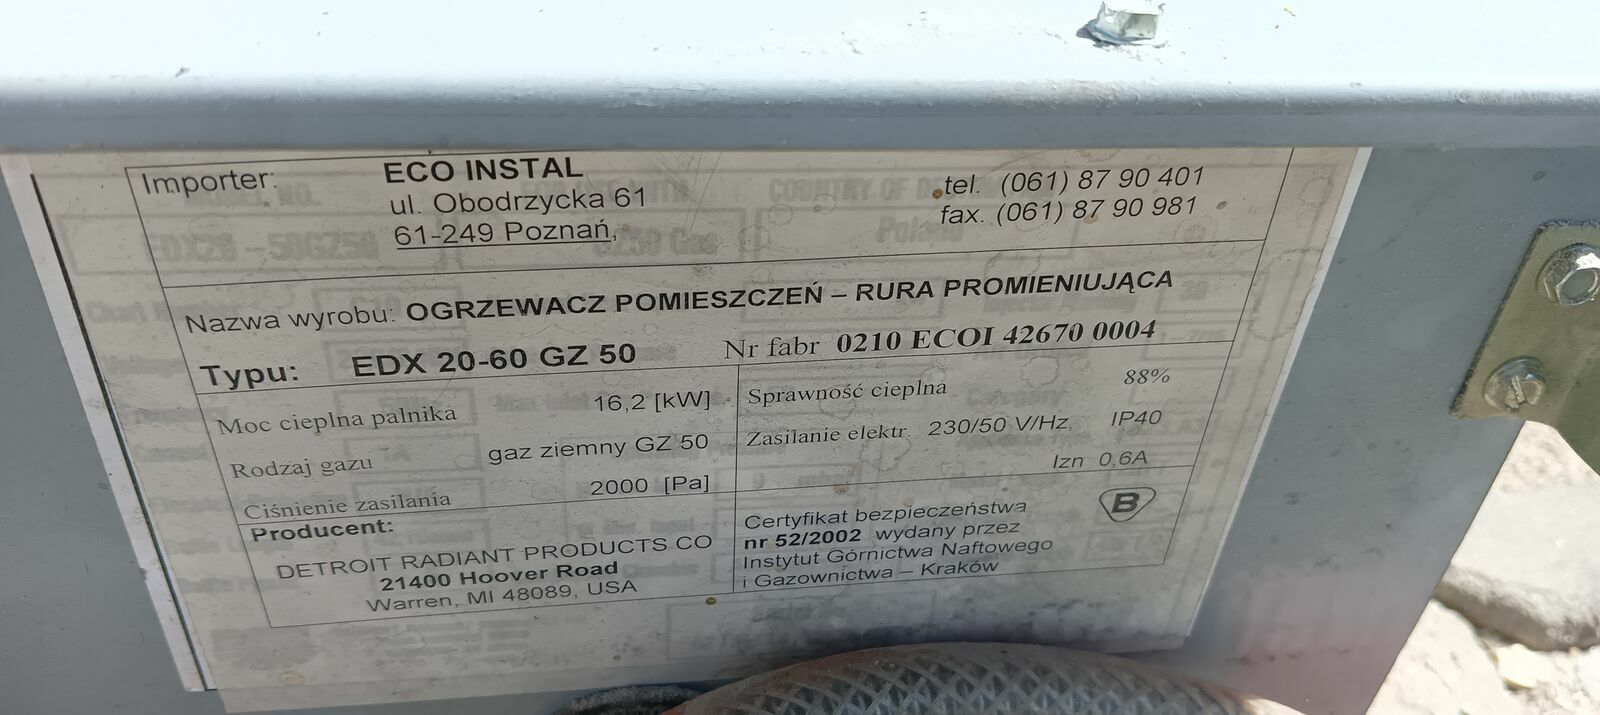 Importer: ECO INSTAL
ul. Obodrzycka 61
61-249 Poznań,
tel. (061) 87 90 401
fax. (061) 87 90 981
Nazwa wyrobu: OGRZEWACZ POMIESZCZEŃ – RURA PROMIENIUJĄCA
Typu: EDX 20-60 GZ 50 Nr fabr 0210 ECOI 42670 0004
Moc cieplna palnika 16,2 [kW]
Rodzaj gazu gaz ziemny GZ 50
Ciśnienie zasilania 2000 [Pa]
Sprawność cieplna 88%
Zasilanie elektr. 230/50 V/Hz, IP40
Izn 0,6A
Producent:
DETROIT RADIANT PRODUCTS CO
21400 Hoover Road
Warren, MI 48089, USA
Certyfikat bezpieczeństwa
nr 52/2002 wydany przez
Instytut Górnictwa Naftowego
i Gazownictwa – Kraków
B